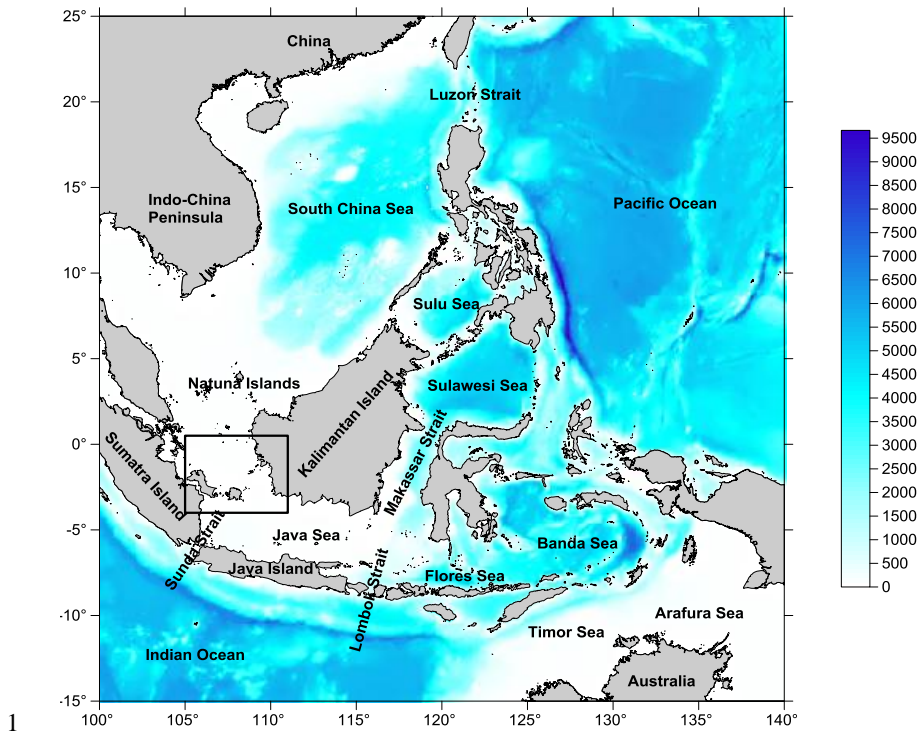 25°
China
Luzon Strait
20°
9500
9000
8500
8000
7500
7000
6500
6000
5500
5000
4500
4000
3500
3000
2500
2000
1500
1000
500
0
15°
Indo-China
Peninsula
South China Sea
Pacific Ocean
10°
Sulu Sea
5°
Natuna Islands
Sulawesi Sea
Kalimantan Island
Makassar Strait
0°
Sumatra Island
-5°
Sunda Strait
Java Sea
Banda Sea
Java Island
Lombok Strait
Flores Sea
-10°
Arafura Sea
Timor Sea
Indian Ocean
Australia
-15°
100° 105° 110° 115° 120° 125° 130° 135° 140°
1